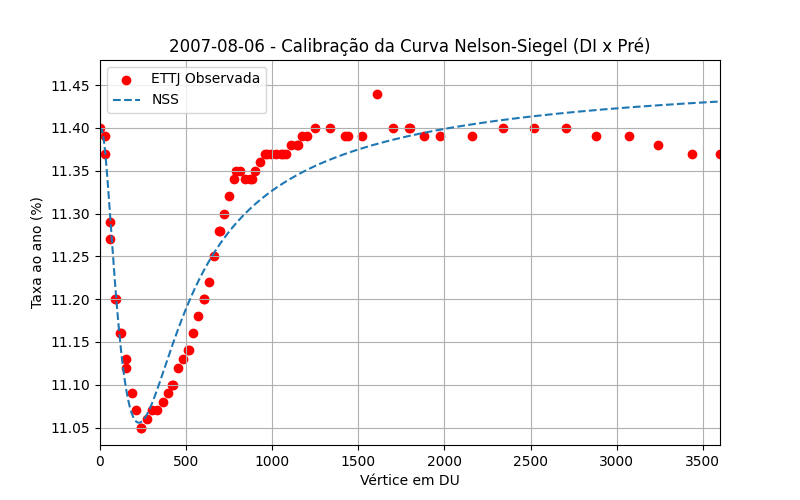 2007-08-06 - Calibração da Curva Nelson-Siegel (DI x Pré)
ETTJ Observada
NSS
Taxa ao ano (%)
11.45
11.40
11.35
11.30
11.25
11.20
11.15
11.10
11.05
0 500 1000 1500 2000 2500 3000 3500
Vértice em DU